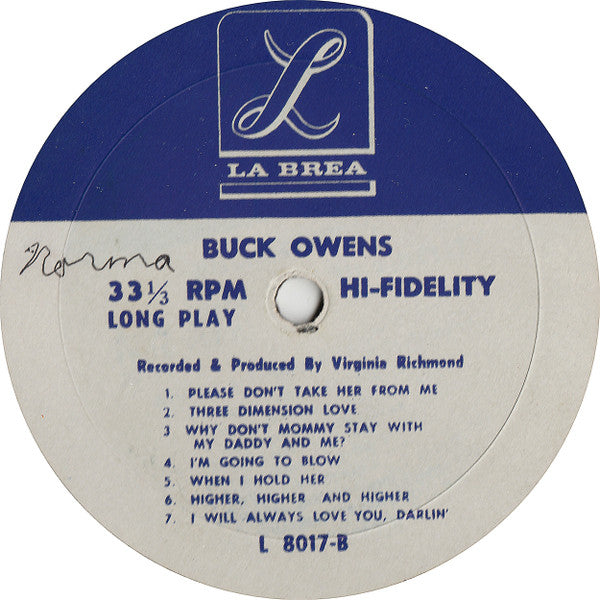 L
LA BREA
BUCK OWENS
Norma
33 1/3 RPM HI-FIDELITY
LONG PLAY
Recorded & Produced By Virginia Richmond
1. PLEASE DON'T TAKE HER FROM ME
2. THREE DIMENSION LOVE
3 WHY DON'T MOMMY STAY WITH
MY DADDY AND ME?
4. I'M GOING TO BLOW
5. WHEN I HOLD HER
6. HIGHER, HIGHER AND HIGHER
7. I WILL ALWAYS LOVE YOU, DARLIN'
L 8017-B